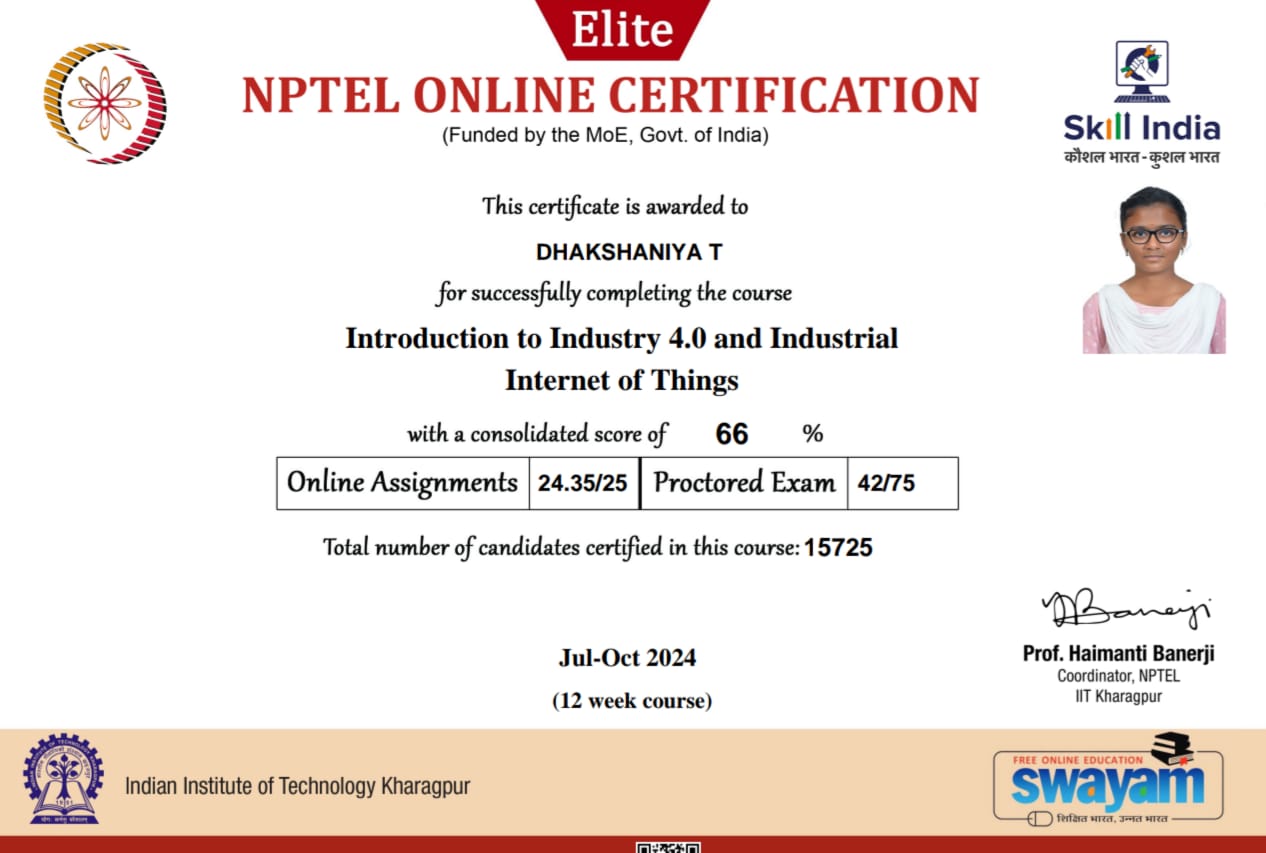 Elite
NPTEL ONLINE CERTIFICATION
(Funded by the MoE, Govt. of India)
Skill India
कौशल भारत - कुशल भारत
This certificate is awarded to
DHAKSHANIYA T
for successfully completing the course
Introduction to Industry 4.0 and Industrial
Internet of Things
with a consolidated score of 66 %
Online Assignments 24.35/25 Proctored Exam 42/75
Total number of candidates certified in this course: 15725
Jul-Oct 2024
(12 week course)
Banerji
Prof. Haimanti Banerji
Coordinator, NPTEL
IIT Kharagpur
Indian Institute of Technology Kharagpur
FREE ONLINE EDUCATION
swayam
शिक्षित भारत, उन्नत भारत